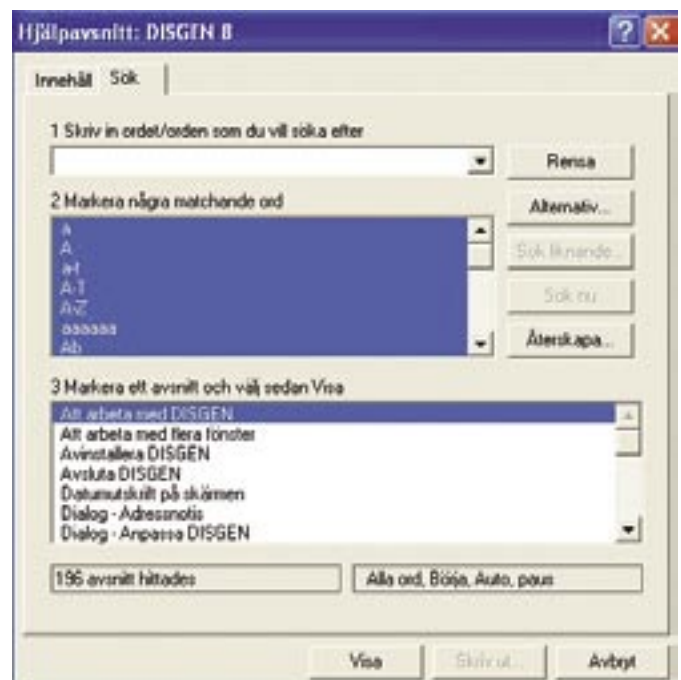 Hjälpavsnitt: DISGEN 8
Innehåll Sök
1 Skriv in ordet/orden som du vill söka efter
Rensa
2 Markera några matchande ord
Alternativ...
a
A
a-t
A-1
A-Z
aaaaaa
Ab
Sök liknande...
Sök nu
Återskapa...
3 Markera ett avsnitt och välj sedan Visa
Att arbeta med DISGEN
Att arbeta med flera fönster
Avinstallera DISGEN
Avsluta DISGEN
Datumutskrift på skärmen
Dialog - Adressnotis
Dialog - Anpassa DISGEN
196 avsnitt hittades
Alla ord, Börja, Auto, paus
Visa
Skriv ut...
Avbryt